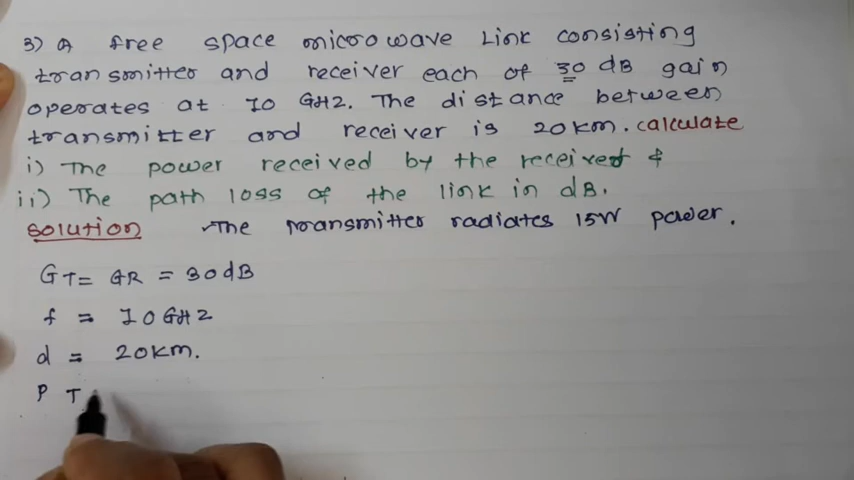 3) A free space microwave Link consisting
transmitter and receiver each of 30 dB gain
operates at 10 GHZ. The distance between
transmitter and receiver is 20km. calculate
i) The power received by the received &
ii) The path loss of the link in dB.
solution The transmitter radiates 15W power.
GT = GR = 30dB
f = 10GHZ
d = 20km.
P T